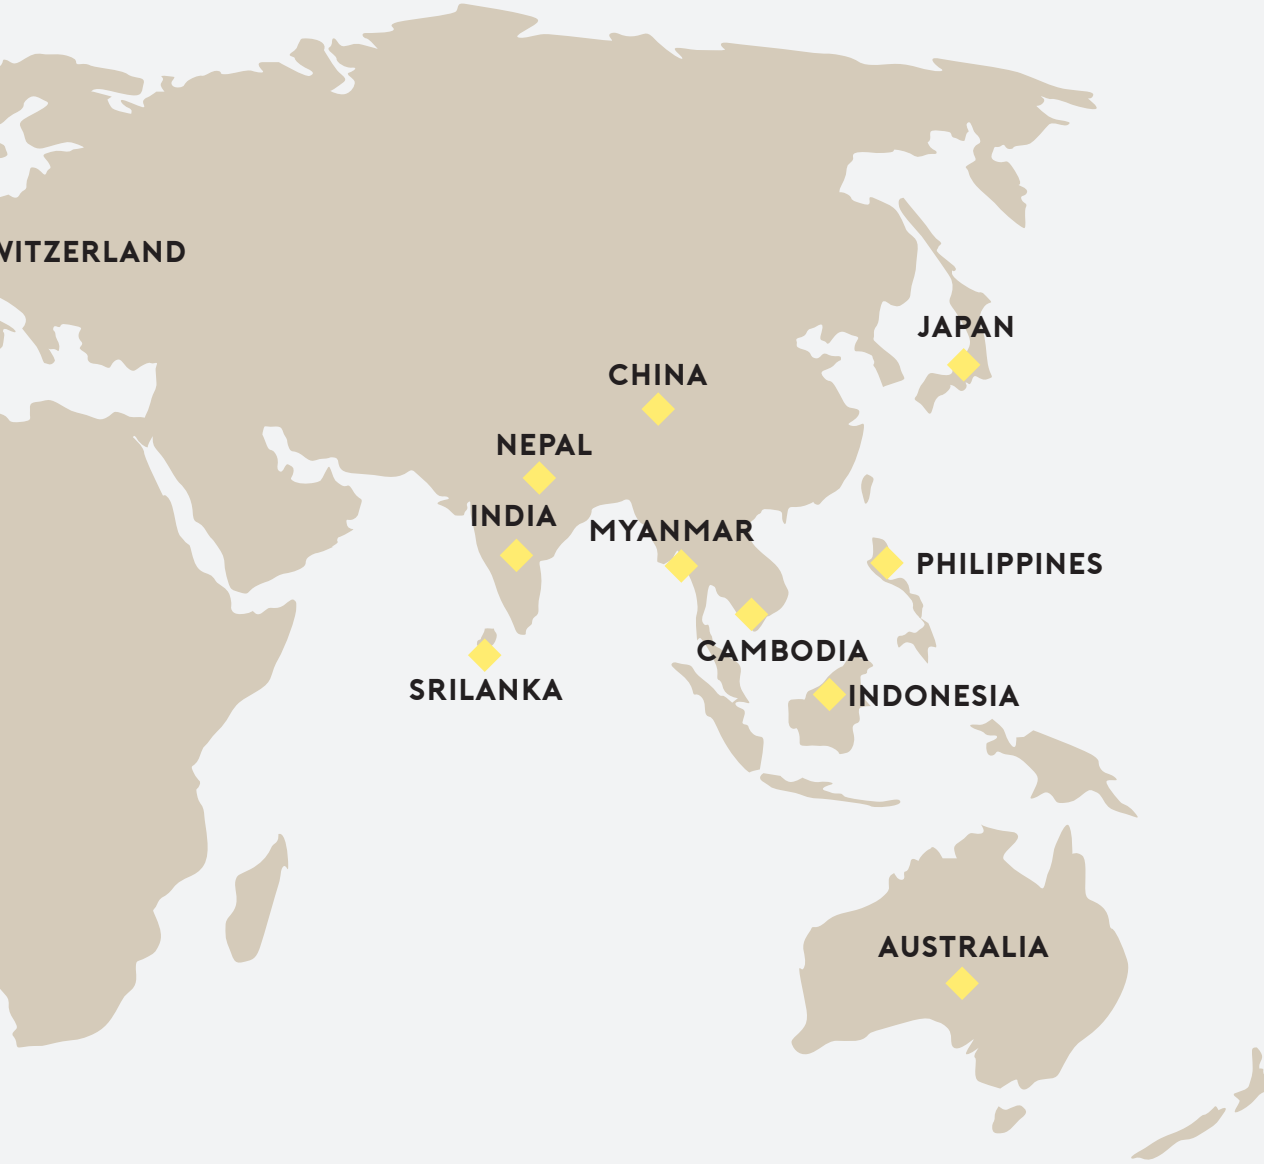 WITZERLAND
JAPAN
CHINA
NEPAL
INDIA
MYANMAR
PHILIPPINES
CAMBODIA
SRILANKA
INDONESIA
AUSTRALIA